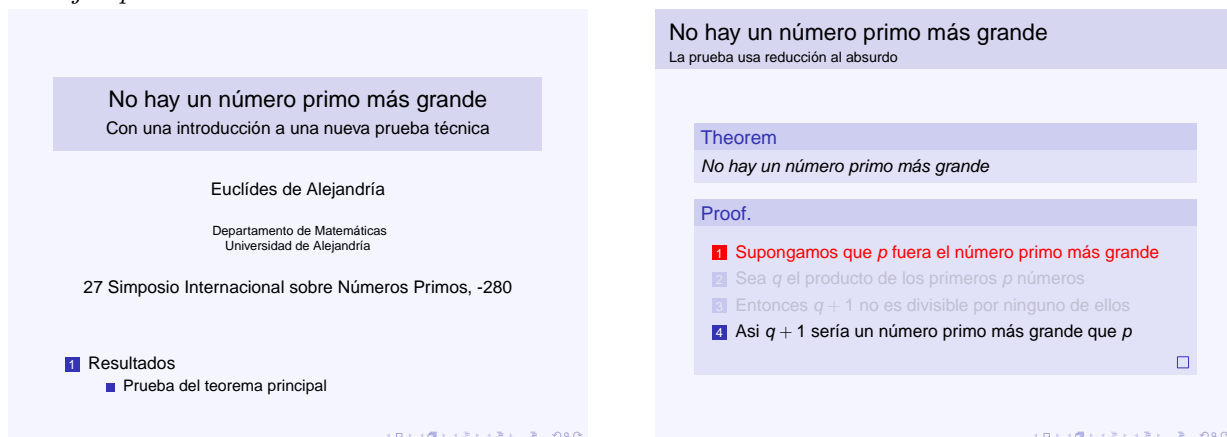 No hay un número primo más grande
Con una introducción a una nueva prueba técnica
Euclídes de Alejandría
Departamento de Matemáticas
Universidad de Alejandría
27 Simposio Internacional sobre Números Primos, -280
1 Resultados
Prueba del teorema principal
No hay un número primo más grande
La prueba usa reducción al absurdo
Theorem
No hay un número primo más grande
Proof.
1 Supongamos que p fuera el número primo más grande
2 Sea q el producto de los primeros p números
3 Entonces q + 1 no es divisible por ninguno de ellos
4 Asi q + 1 sería un número primo más grande que p